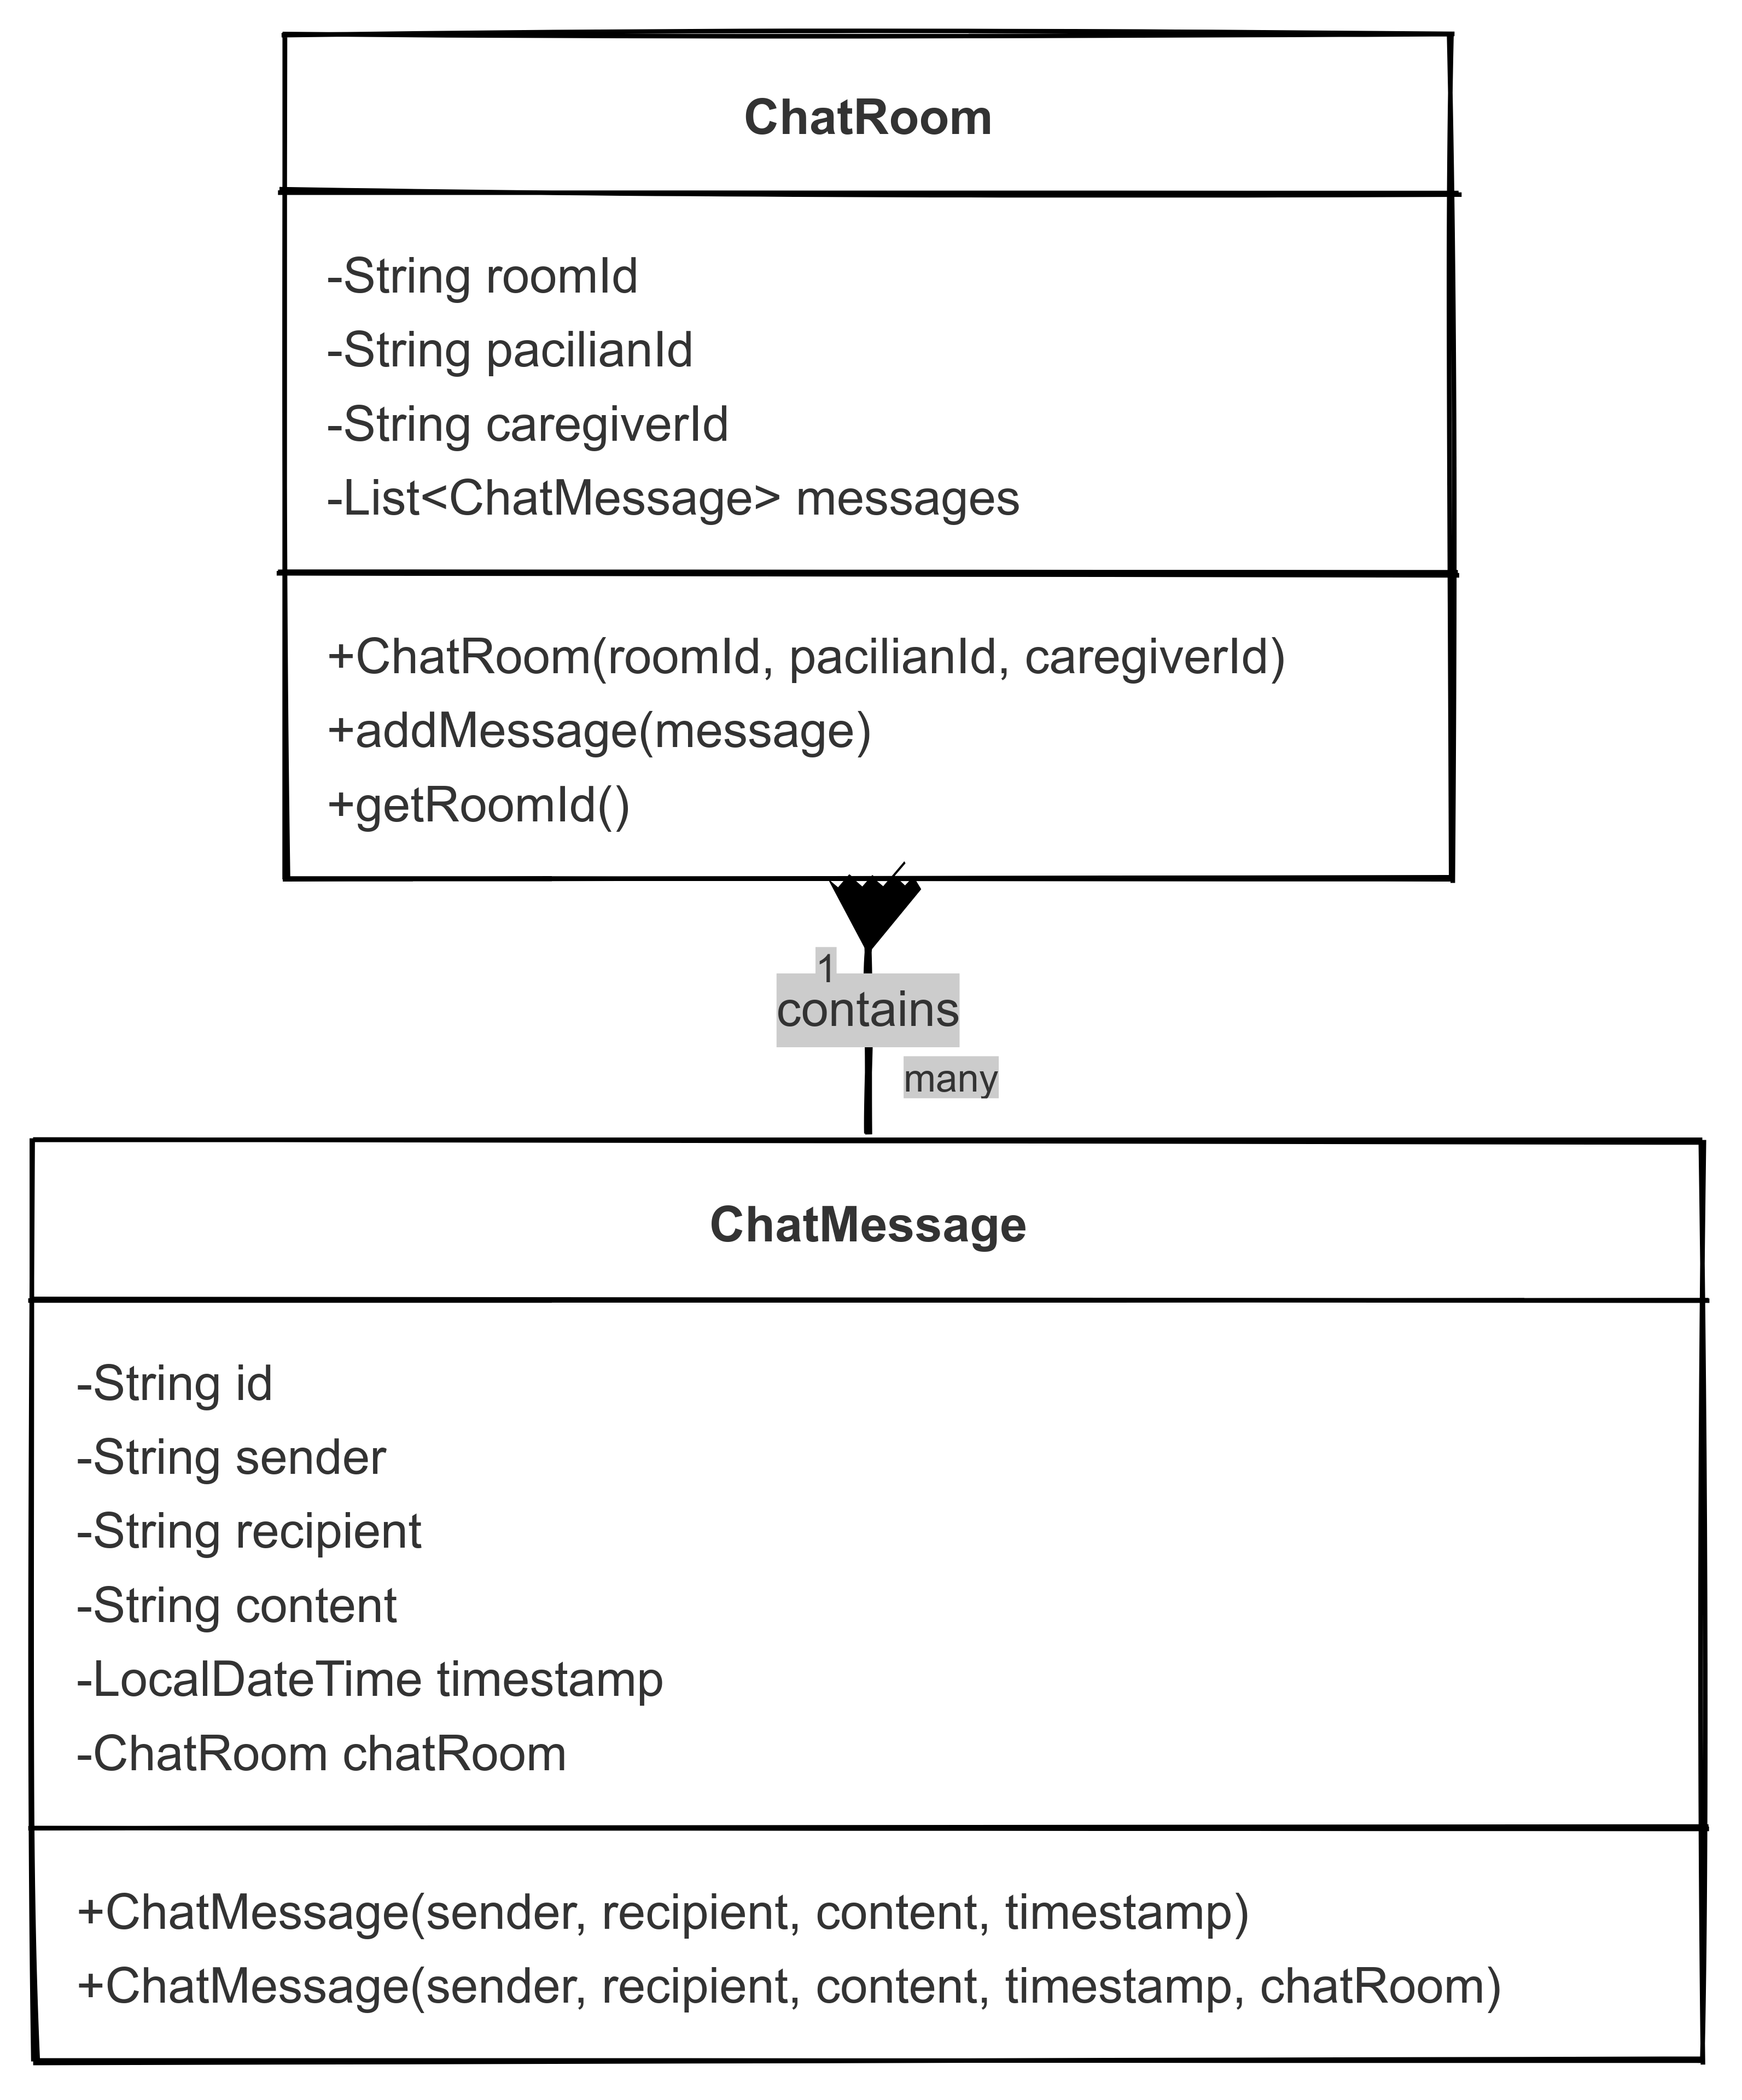 ChatRoom
-String roomId
-String pacilianId
-String caregiverId
-List<ChatMessage> messages
+ChatRoom(roomId, pacilianId, caregiverId)
+addMessage(message)
+getRoomId()
1
contains
many
ChatMessage
-String id
-String sender
-String recipient
-String content
-LocalDateTime timestamp
-ChatRoom chatRoom
+ChatMessage(sender, recipient, content, timestamp)
+ChatMessage(sender, recipient, content, timestamp, chatRoom)